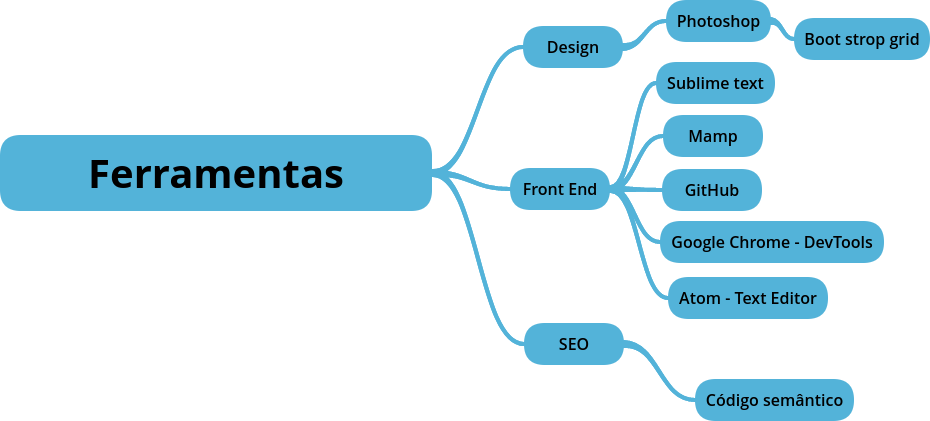 Ferramentas
Design
Photoshop
Boot strop grid
Front End
Sublime text
Mamp
GitHub
Google Chrome - DevTools
Atom - Text Editor
SEO
Código semântico